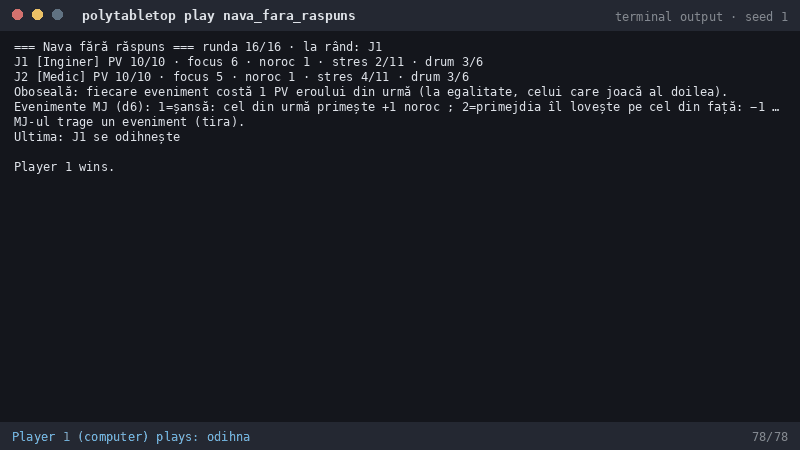 polytabletop play nava_fara_raspuns
terminal output · seed 1
=== Nava fără răspuns === runda 16/16 · la rând: J1
J1 [Inginer] PV 10/10 · focus 6 · noroc 1 · stres 2/11 · drum 3/6
J2 [Medic] PV 10/10 · focus 5 · noroc 1 · stres 4/11 · drum 3/6
Oboseală: fiecare eveniment costă 1 PV eroului din urmă (la egalitate, celui care joacă al doilea).
Evenimente MJ (d6): 1=șansă: cel din urmă primește +1 noroc ; 2=primejdia îl lovește pe cel din față: −1 …
MJ-ul trage un eveniment (tira).
Ultima: J1 se odihnește
Player 1 wins.
Player 1 (computer) plays: odihna
78/78